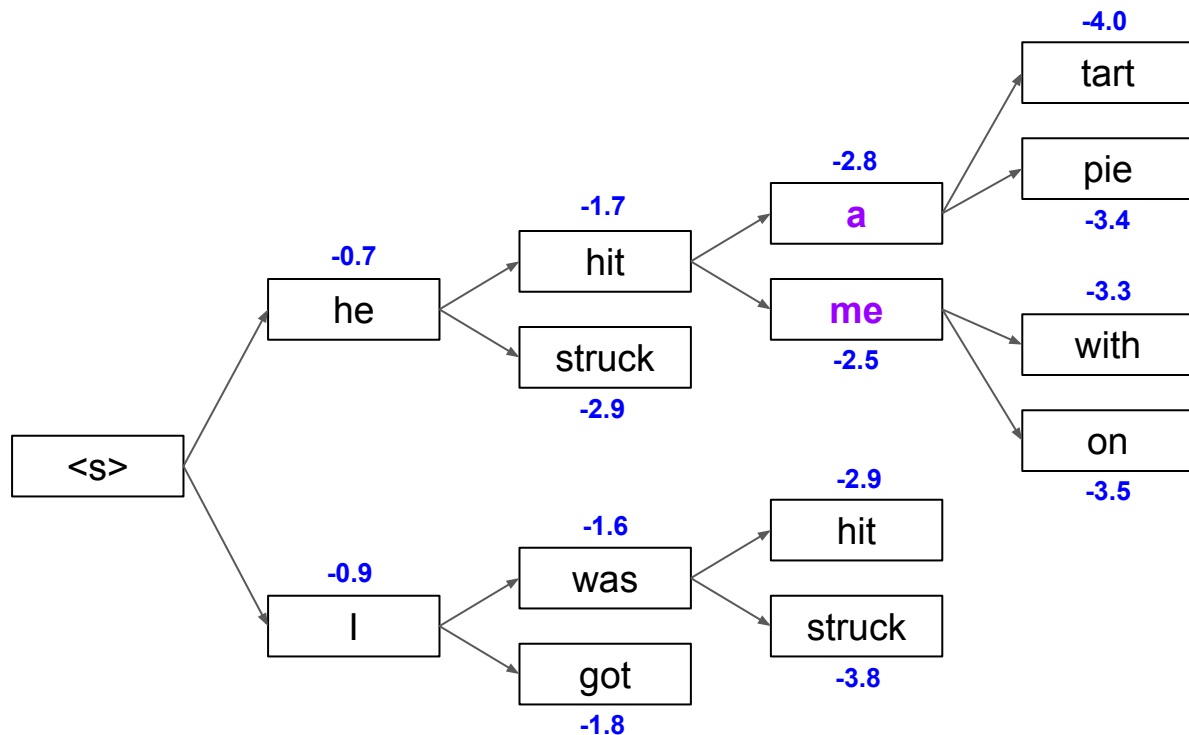 -4.0
tart
-2.8
pie
-1.7
a
-3.4
-0.7
hit
-3.3
he
me
with
struck
-2.5
-2.9
on
<s>
-2.9
-3.5
-1.6
hit
-0.9
was
I
struck
got
-3.8
-1.8